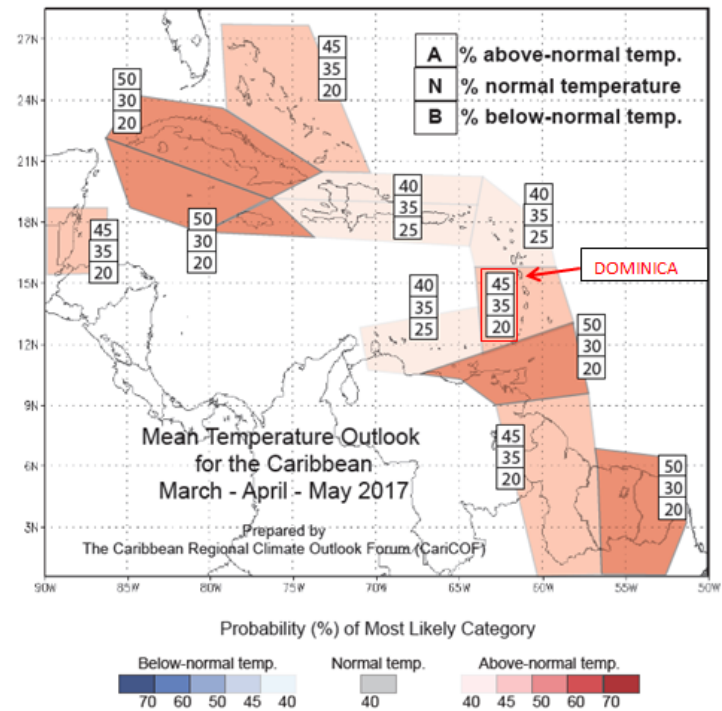 27N
24N
21N
18N
15N
12N
9N
6N
3N
A % above-normal temp.
N % normal temperature
B % below-normal temp.
45
35
20
50
30
20
50
30
20
45
35
20
40
35
25
40
35
25
DOMINICA
45
35
20
40
35
25
50
30
20
45
35
20
50
30
20
Mean Temperature Outlook
for the Caribbean
March - April - May 2017
Prepared by
The Caribbean Regional Climate Outlook Forum (CariCOF)
90W 85W 80W 75W 70W 65W 60W 55W 50W
Probability (%) of Most Likely Category
Below-normal temp. Normal temp. Above-normal temp.
70 60 50 45 40 40 40 45 50 60 70